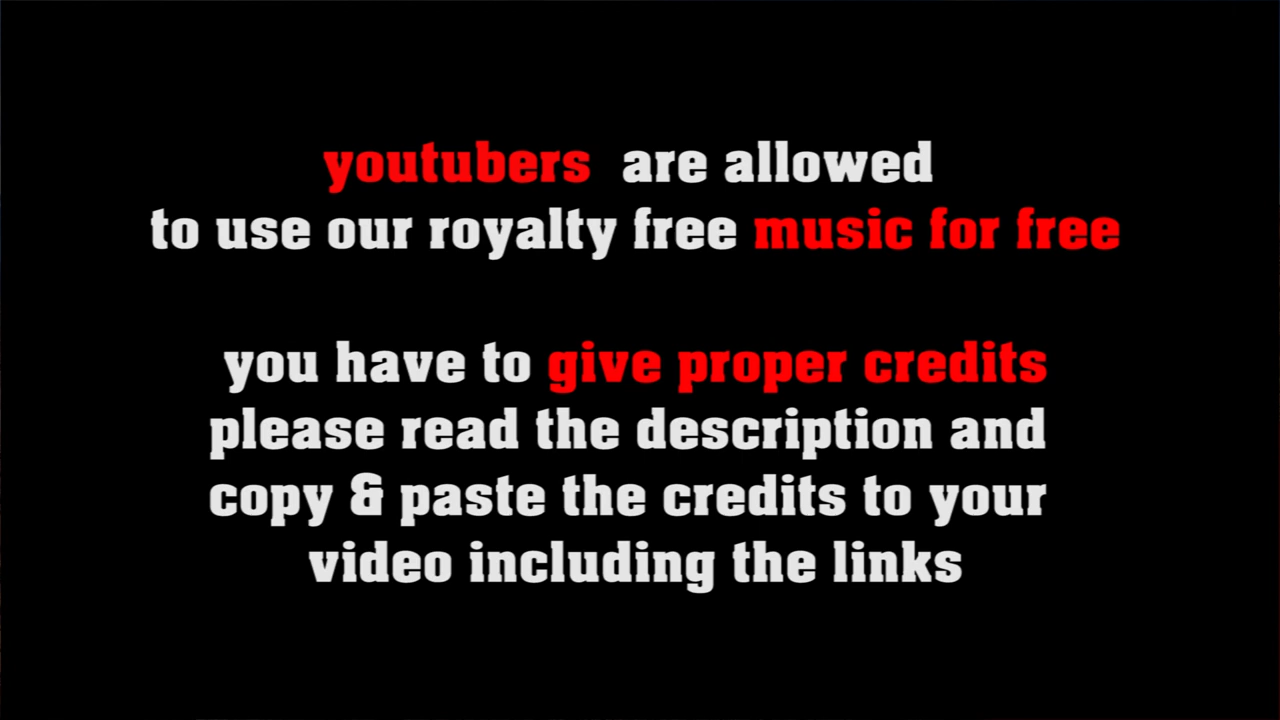 youtubers are allowed
to use our royalty free music for free
you have to give proper credits
please read the description and
copy & paste the credits to your
video including the links